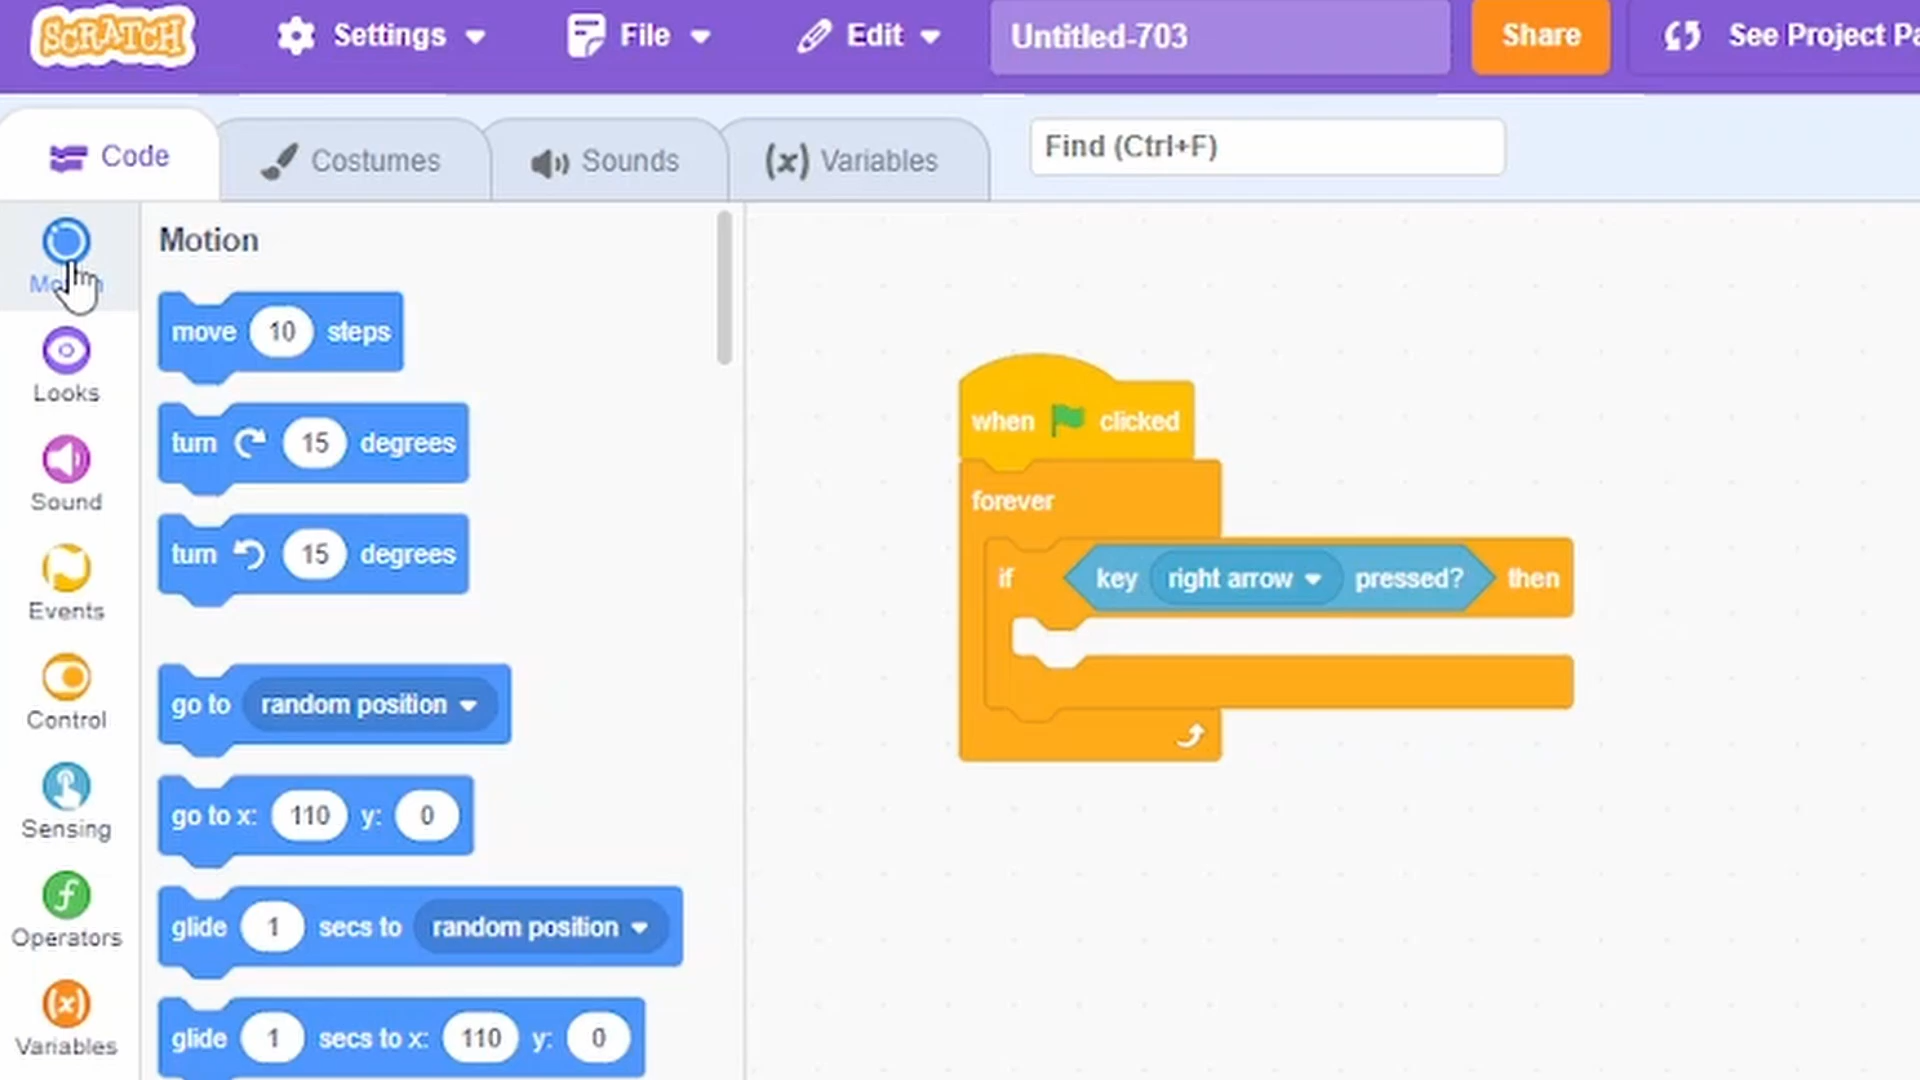 SCRATCH Settings File Edit Untitled-703 Share See Project
Code Costumes Sounds (x) Variables Find (Ctrl+F)
Motion
Looks
Sound
Events
Control
Sensing
Operators
Variables
Motion
move 10 steps
turn 15 degrees
turn 15 degrees
go to random position
go to x: 110 y: 0
glide 1 secs to random position
glide 1 secs to x: 110 y: 0
when clicked
forever
if key right arrow pressed? then